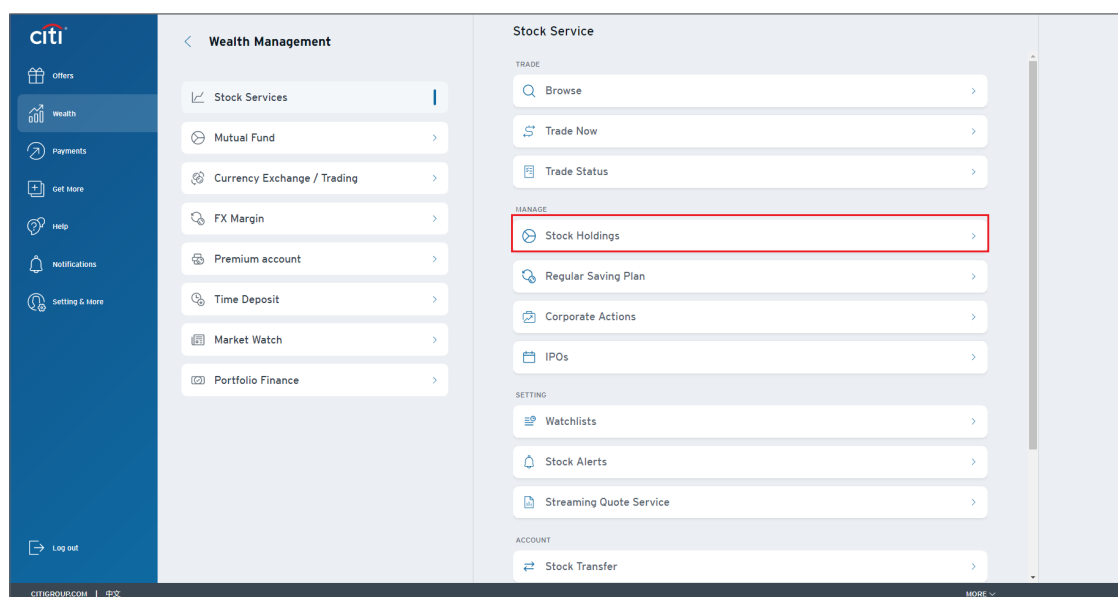 citi
Offers
Wealth
Payments
Get More
Help
Notifications
Setting & More
Log out
Wealth Management
Stock Services
Mutual Fund
Currency Exchange / Trading
FX Margin
Premium account
Time Deposit
Market Watch
Portfolio Finance
Stock Service
TRADE
Browse
Trade Now
Trade Status
MANAGE
Stock Holdings
Regular Saving Plan
Corporate Actions
IPOs
SETTING
Watchlists
Stock Alerts
Streaming Quote Service
ACCOUNT
Stock Transfer
CITIGROUP.COM | 中文
MORE